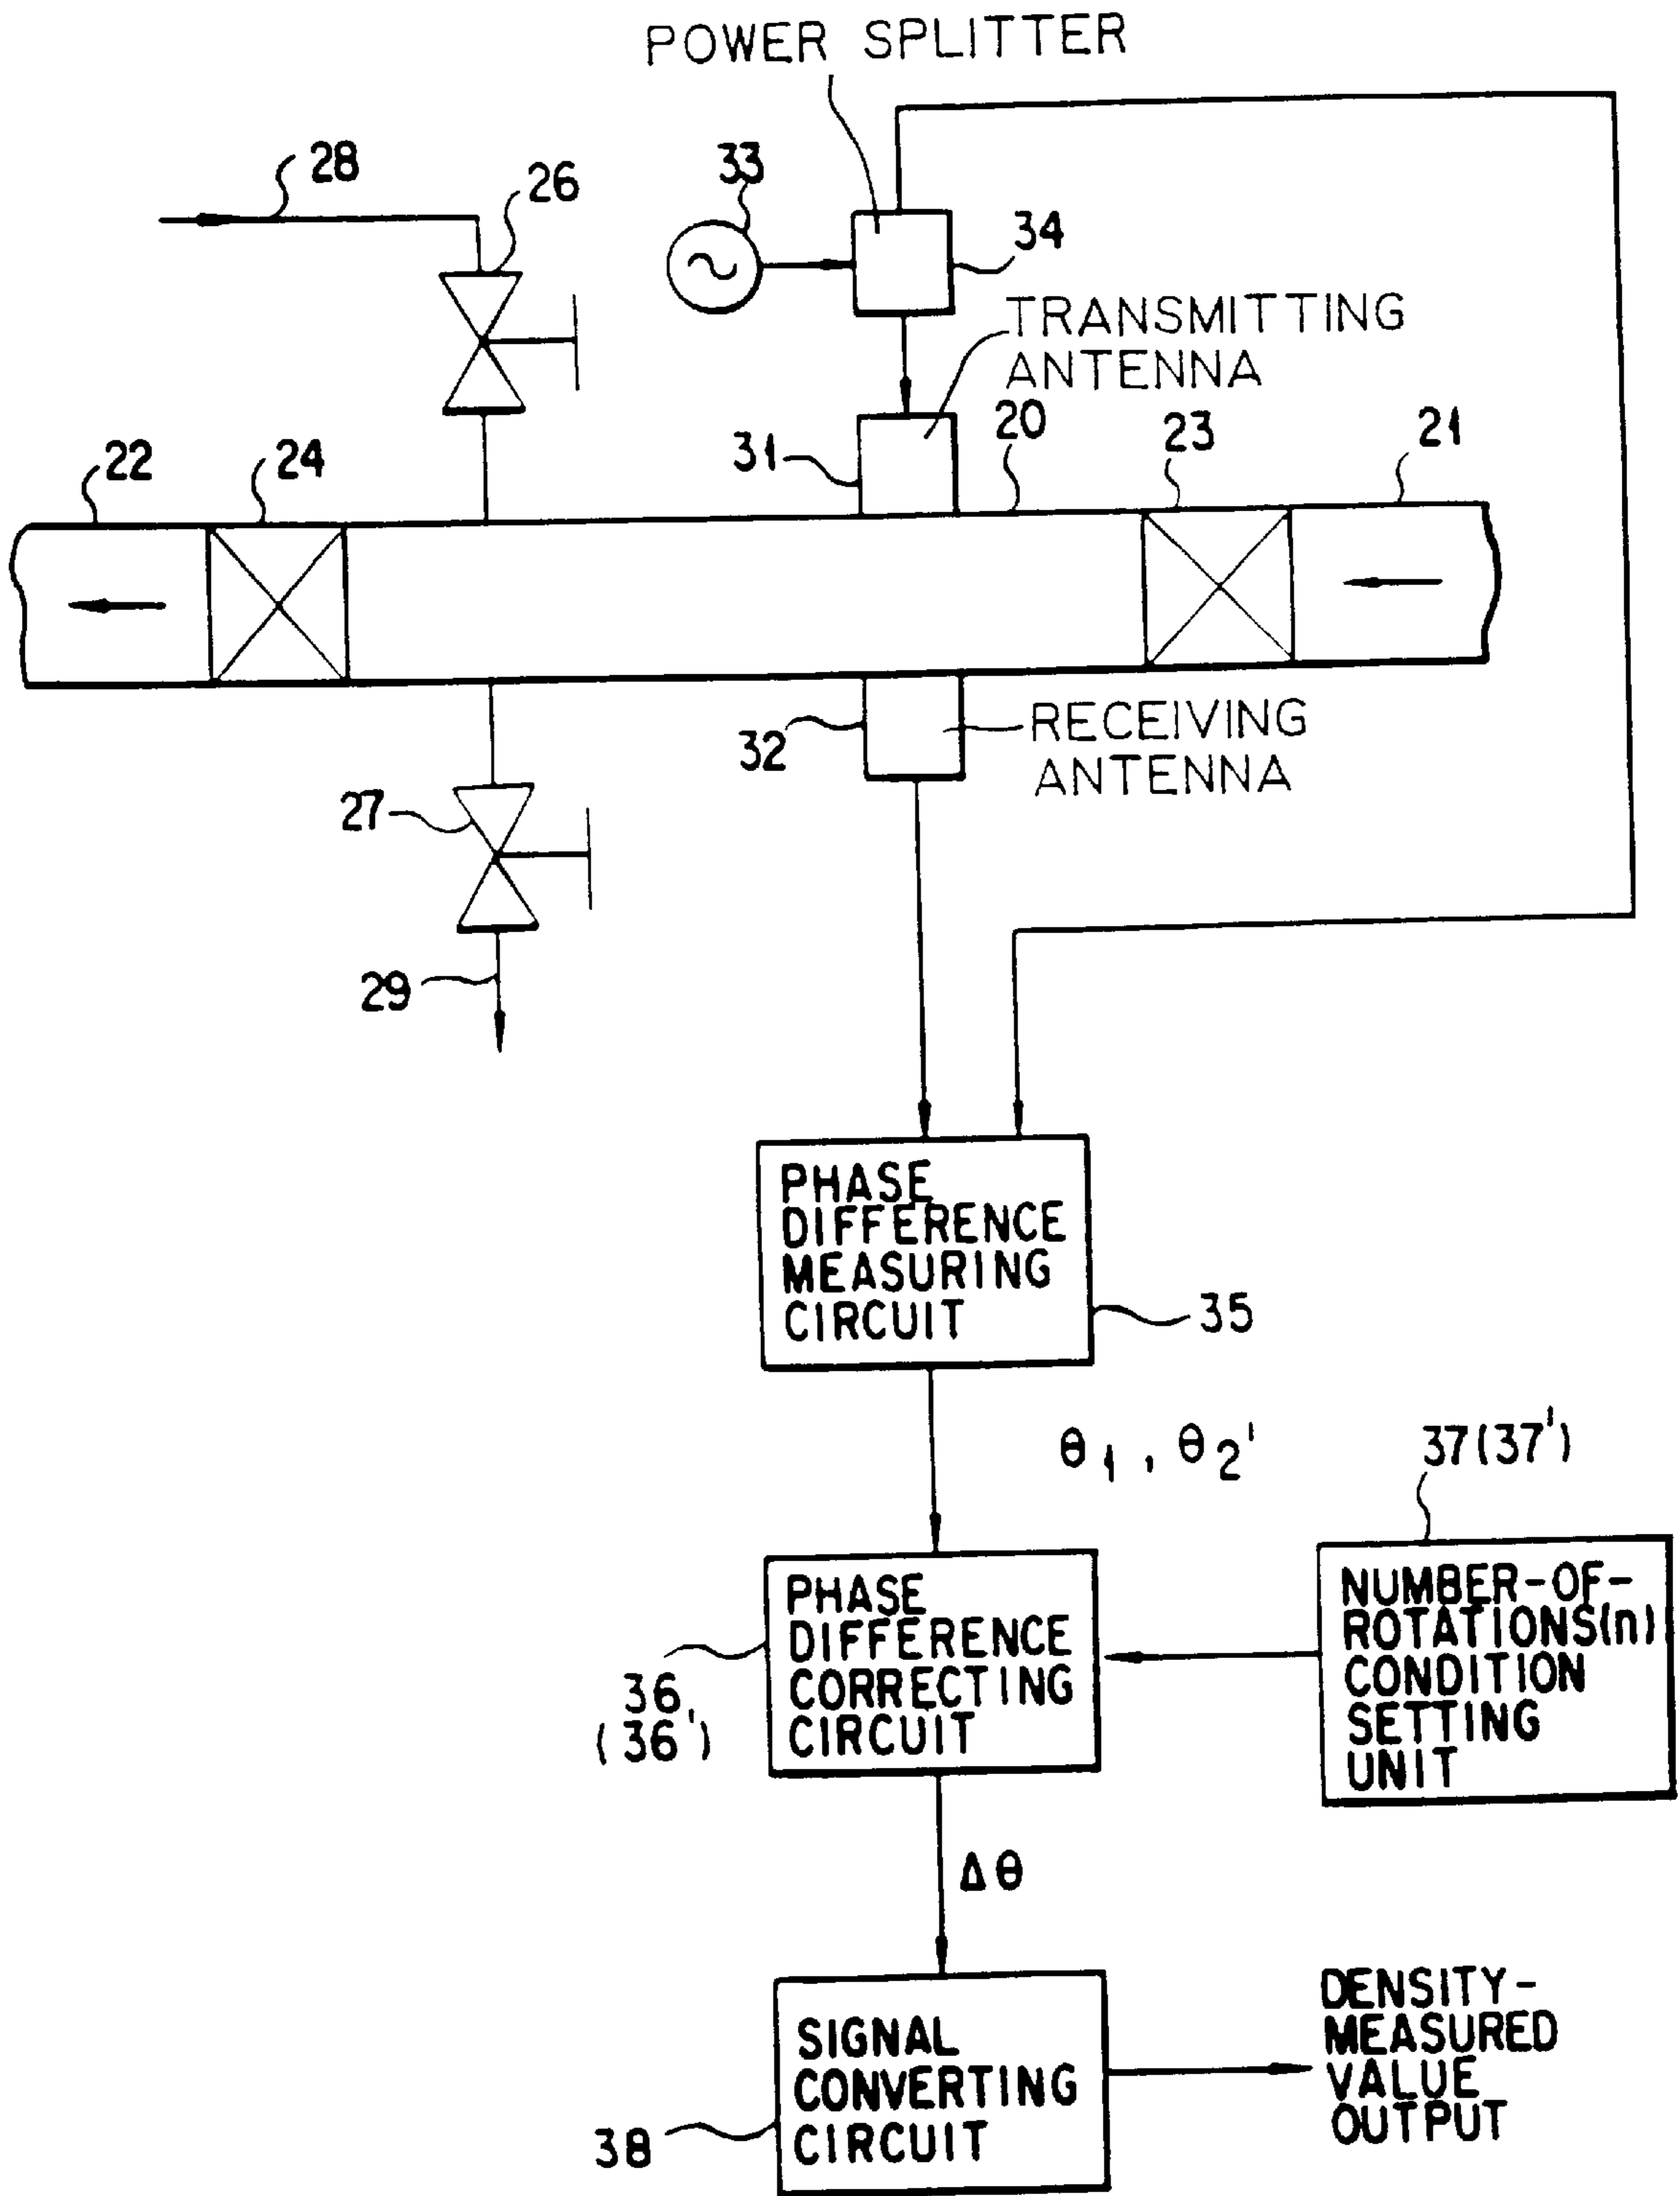 POWER SPLITTER
28
26
33
34
TRANSMITTING
ANTENNA
22
24
31
20
23
21
32
RECEIVING
ANTENNA
27
29
PHASE
DIFFERENCE
MEASURING
CIRCUIT
35
θ1 , θ2'
37(37')
PHASE
DIFFERENCE
CORRECTING
CIRCUIT
36
(36')
NUMBER-OF-
ROTATIONS(n)
CONDITION
SETTING
UNIT
Δθ
SIGNAL
CONVERTING
CIRCUIT
38
DENSITY-
MEASURED
VALUE
OUTPUT